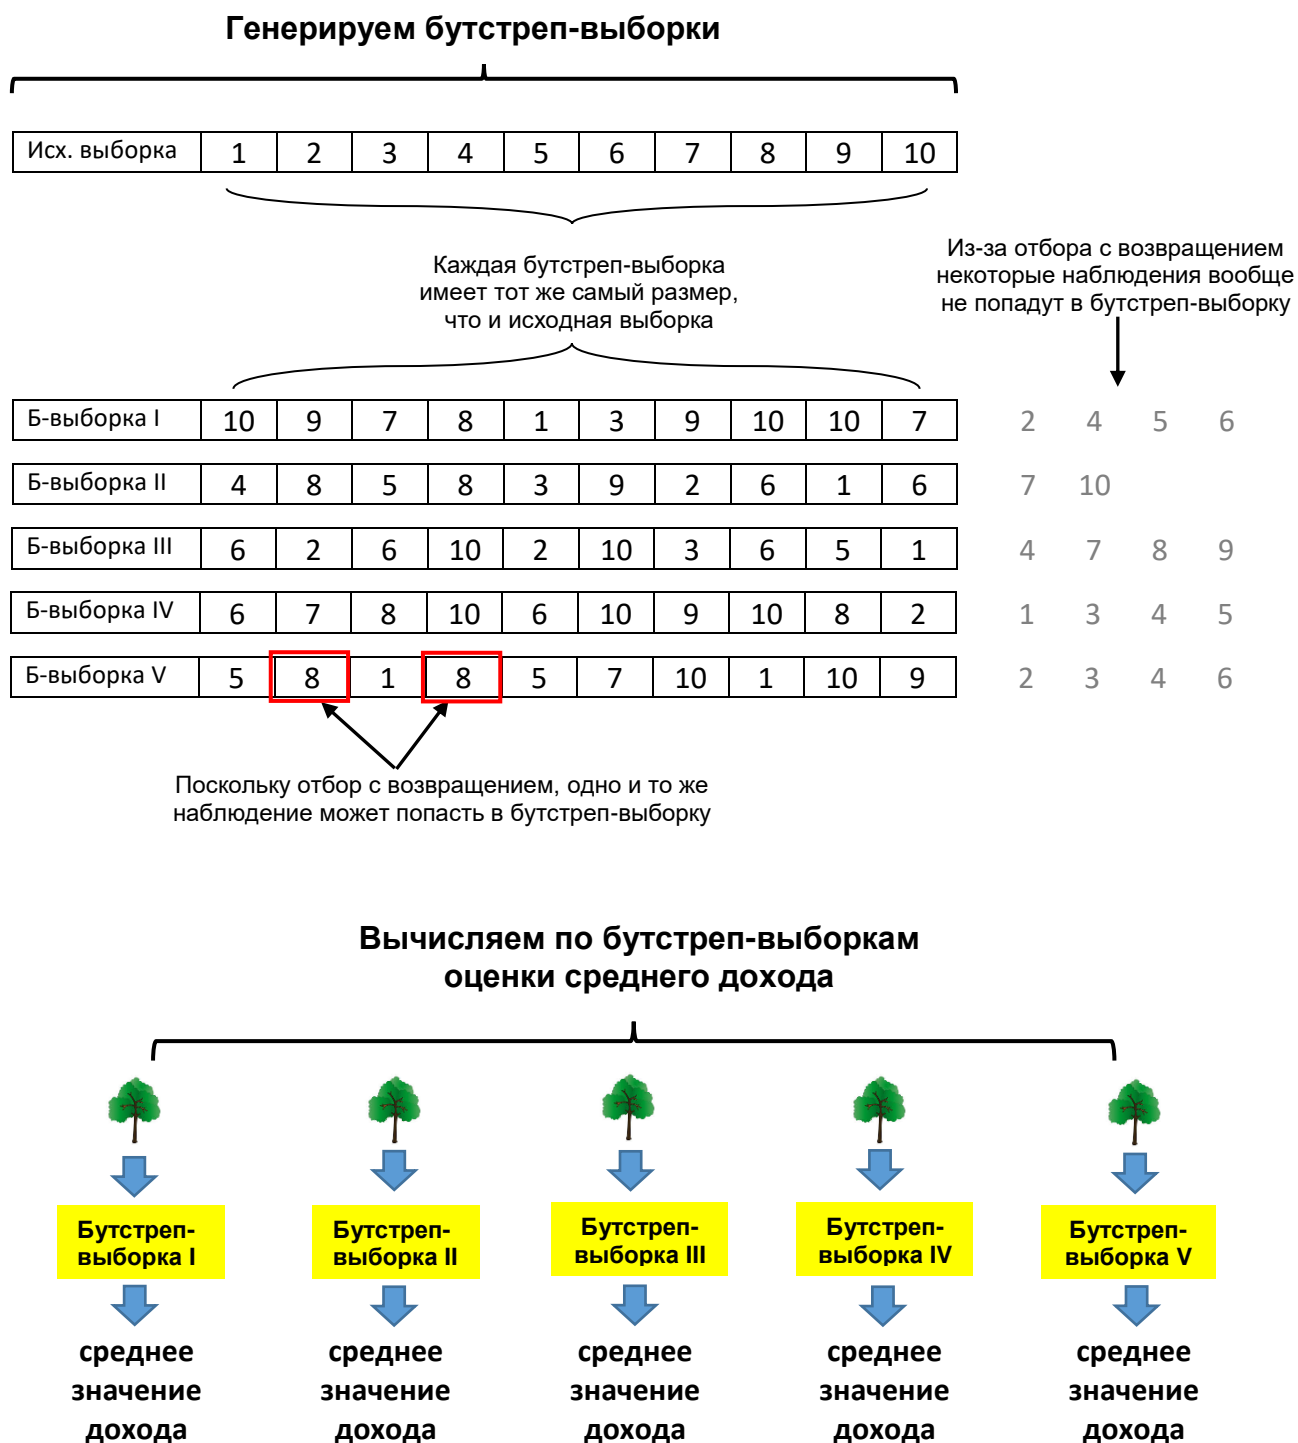 Генерируем бутстреп-выборки
Исх. выборка 1 2 3 4 5 6 7 8 9 10
Каждая бутстреп-выборка
имеет тот же самый размер,
что и исходная выборка
Из-за отбора с возвращением
некоторые наблюдения вообще
не попадут в бутстреп-выборку
Б-выборка I 10 9 7 8 1 3 9 10 10 7 2 4 5 6
Б-выборка II 4 8 5 8 3 9 2 6 1 6 7 10
Б-выборка III 6 2 6 10 2 10 3 6 5 1 4 7 8 9
Б-выборка IV 6 7 8 10 6 10 9 10 8 2 1 3 4 5
Б-выборка V 5 8 1 8 5 7 10 1 10 9 2 3 4 6
Поскольку отбор с возвращением, одно и то же
наблюдение может попасть в бутстреп-выборку
Вычисляем по бутстреп-выборкам
оценки среднего дохода
Бутстреп-
выборка I
Бутстреп-
выборка II
Бутстреп-
выборка III
Бутстреп-
выборка IV
Бутстреп-
выборка V
среднее
значение
дохода
среднее
значение
дохода
среднее
значение
дохода
среднее
значение
дохода
среднее
значение
дохода